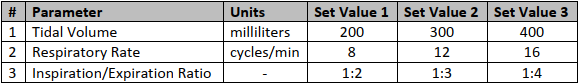 # Parameter Units Set Value 1 Set Value 2 Set Value 3
1 Tidal Volume milliliters 200 300 400
2 Respiratory Rate cycles/min 8 12 16
3 Inspiration/Expiration Ratio - 1:2 1:3 1:4